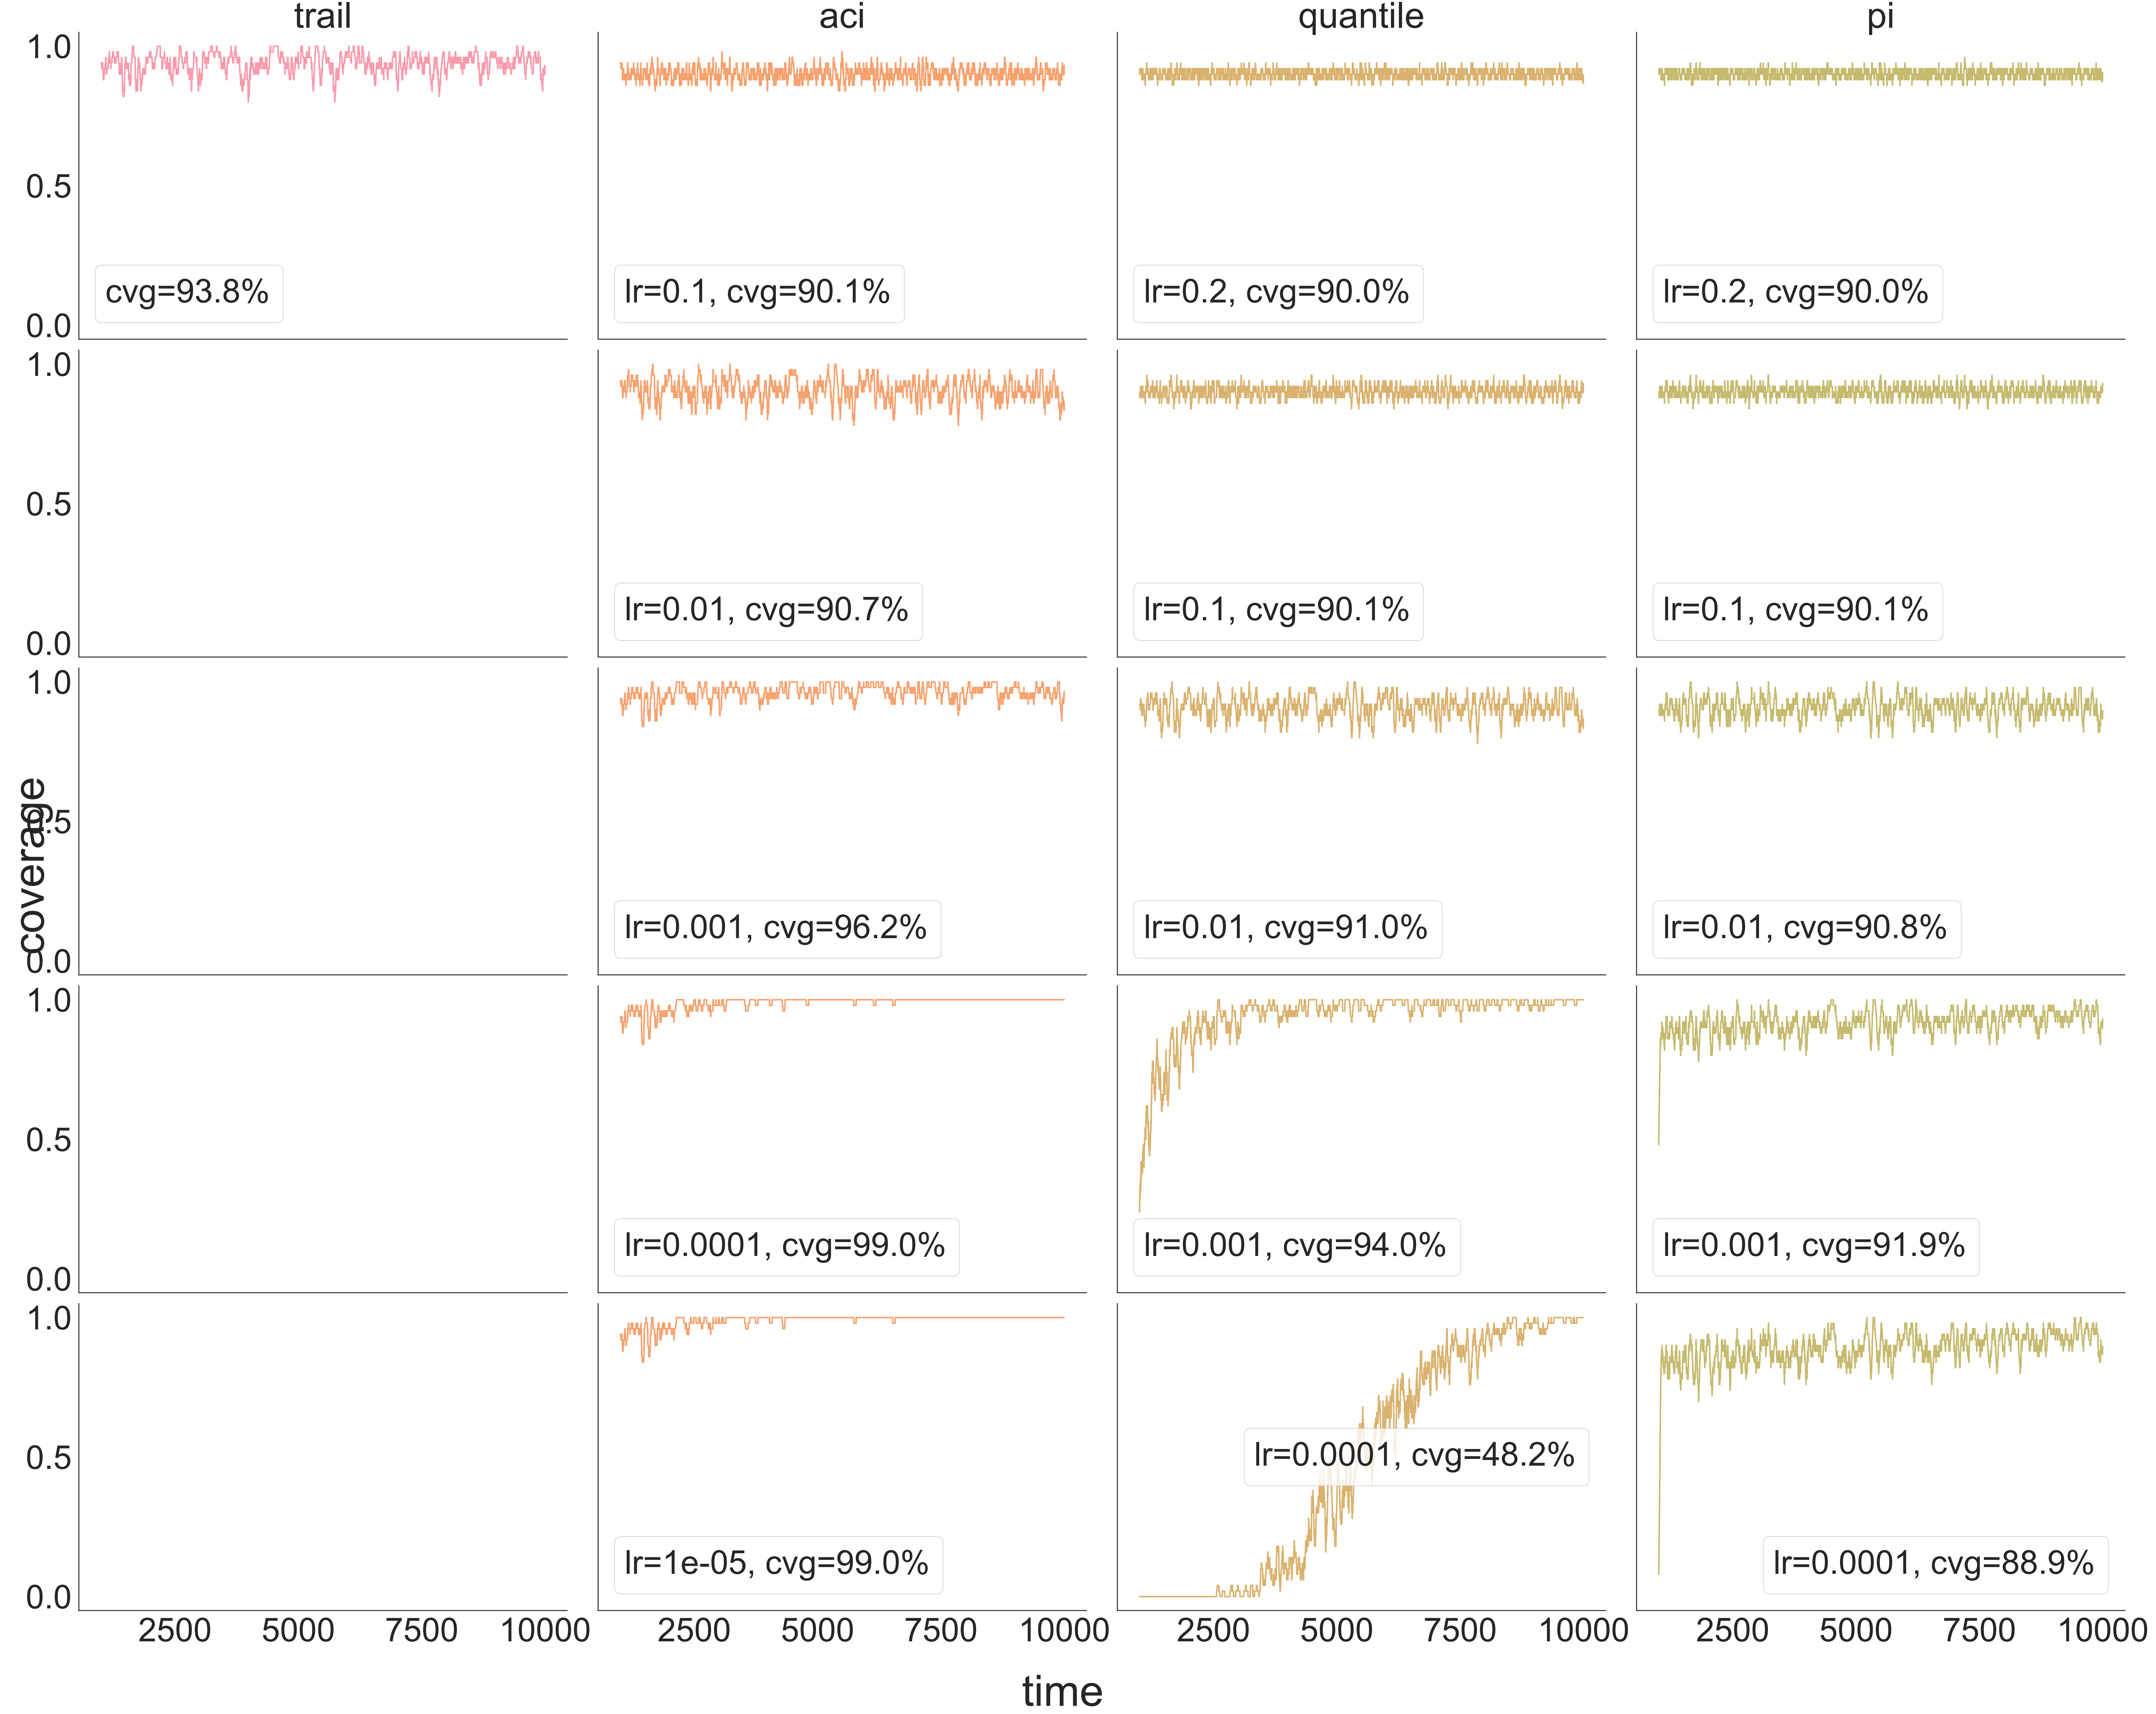 trail aci quantile pi
1.0
0.5
0.0
cvg=93.8% lr=0.1, cvg=90.1% lr=0.2, cvg=90.0% lr=0.2, cvg=90.0%
1.0
0.5
0.0
lr=0.01, cvg=90.7% lr=0.1, cvg=90.1% lr=0.1, cvg=90.1%
1.0
0.5
0.0
lr=0.001, cvg=96.2% lr=0.01, cvg=91.0% lr=0.01, cvg=90.8%
coverage
1.0
0.5
0.0
lr=0.0001, cvg=99.0% lr=0.001, cvg=94.0% lr=0.001, cvg=91.9%
1.0
0.5
0.0
lr=1e-05, cvg=99.0% lr=0.0001, cvg=48.2% lr=0.0001, cvg=88.9%
2500 5000 7500 10000 2500 5000 7500 10000 2500 5000 7500 10000 2500 5000 7500 10000
time